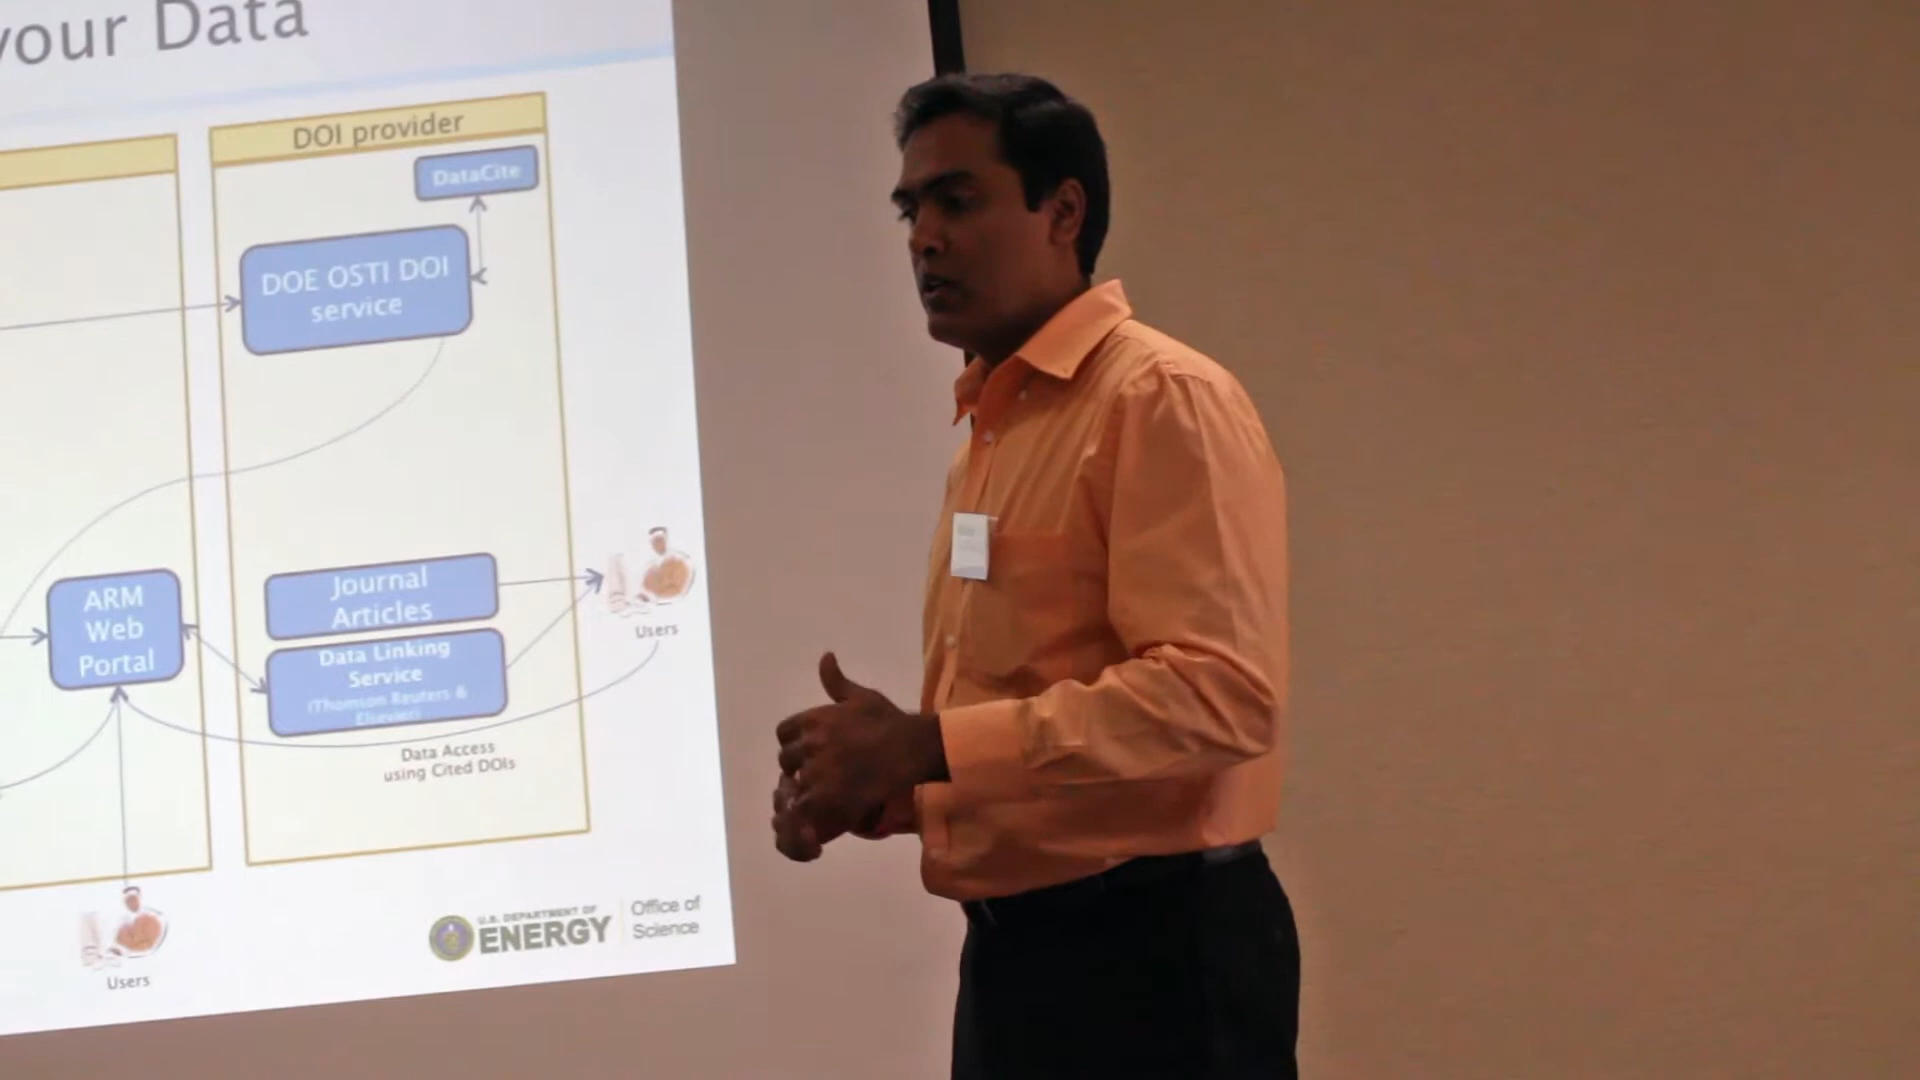 your Data
DOI provider
DataCite
DOE OSTI DOI
service
ARM
Web
Portal
Journal
Articles
Data Linking
Service
(Thomson Reuters &
Elsevier)
Users
Data Access
using Cited DOIs
Users
U.S. DEPARTMENT OF
ENERGY
Office of
Science